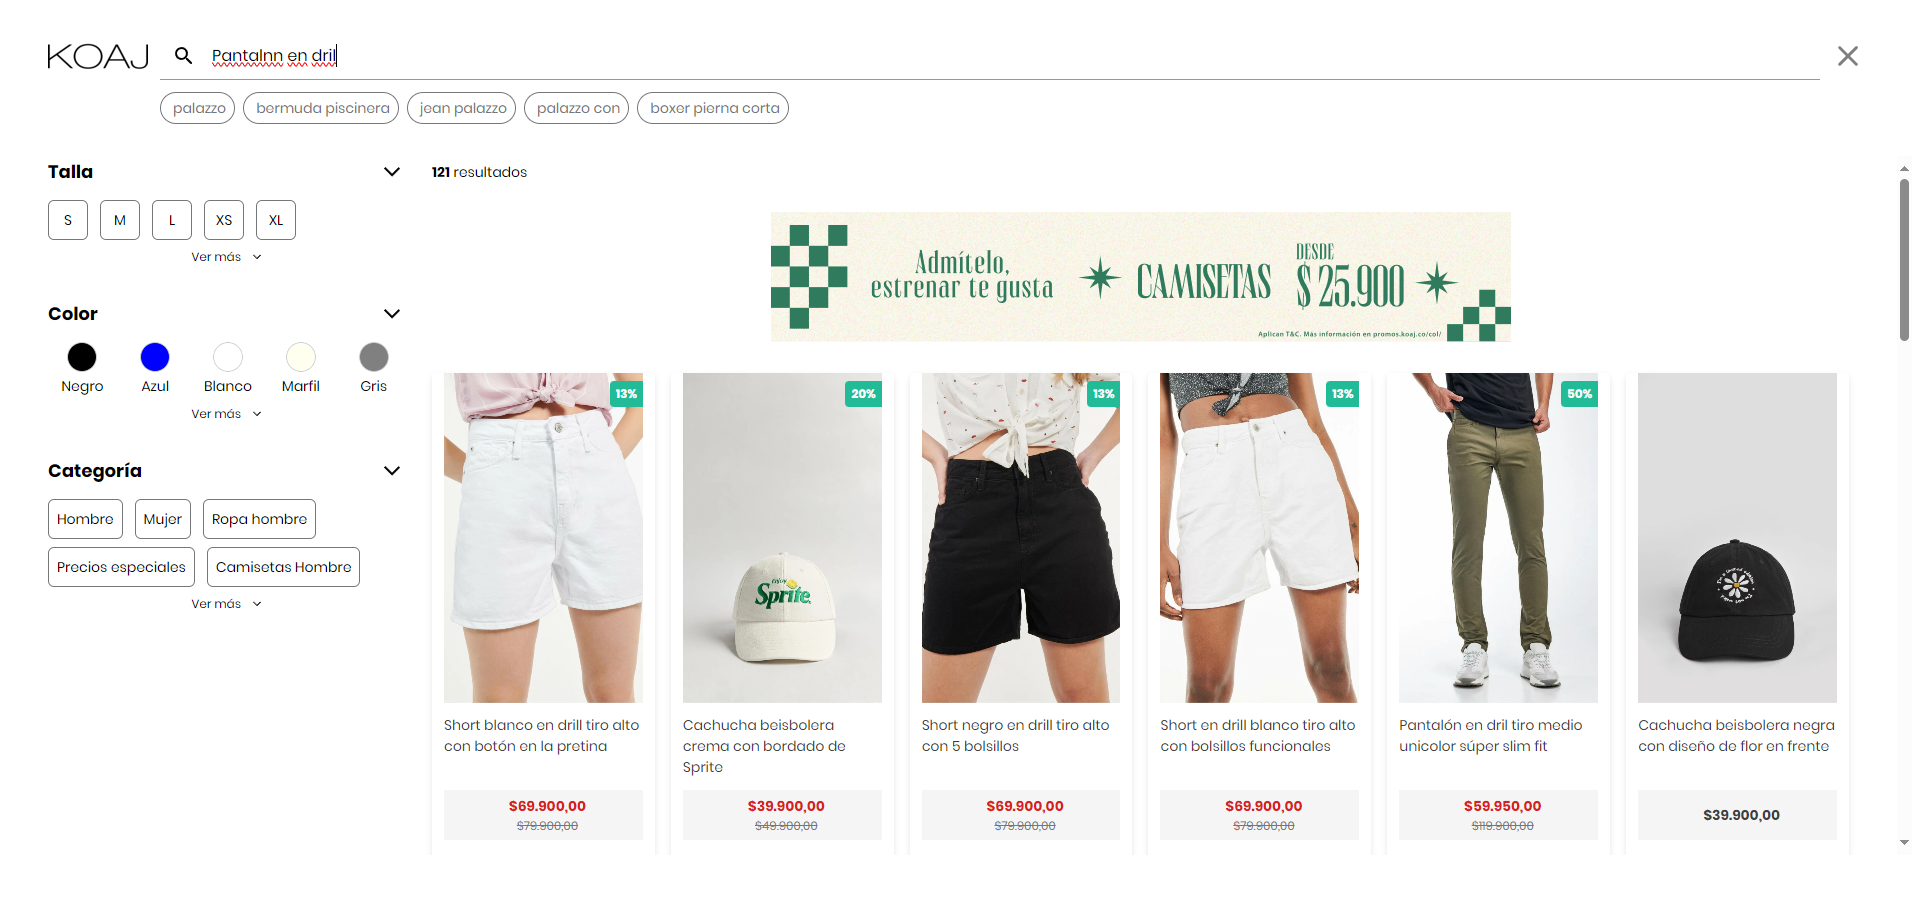 KOAJ
Pantalnn en dril
palazzo
bermuda piscinera
jean palazzo
palazzo con
boxer pierna corta
Talla
S
M
L
XS
XL
Ver más
Color
Negro
Azul
Blanco
Marfil
Gris
Ver más
Categoría
Hombre
Mujer
Ropa hombre
Precios especiales
Camisetas Hombre
Ver más
121 resultados
Admítelo,
estrenar te gusta
CAMISETAS
DESDE
$ 25.900
Aplican T&C. Más información en promos.koaj.co/col/
13%
Short blanco en drill tiro alto
con botón en la pretina
$69.900,00
$79.900,00
20%
Enjoy
Sprite
Cachucha beisbolera
crema con bordado de
Sprite
$39.900,00
$49.900,00
13%
Short negro en drill tiro alto
con 5 bolsillos
$69.900,00
$79.900,00
13%
Short en drill blanco tiro alto
con bolsillos funcionales
$69.900,00
$79.900,00
50%
Pantalón en dril tiro medio
unicolor súper slim fit
$59.950,00
$119.900,00
Cachucha beisbolera negra
con diseño de flor en frente
$39.900,00